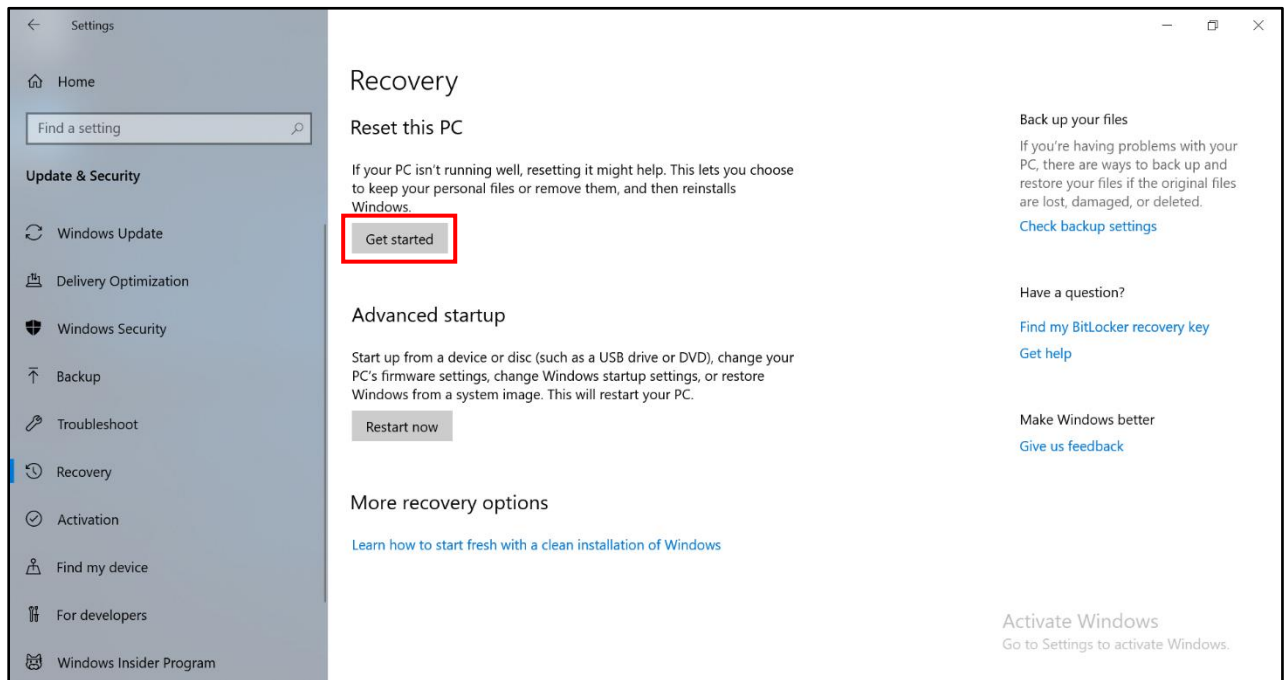 Settings
Home
Find a setting
Update & Security
Windows Update
Delivery Optimization
Windows Security
Backup
Troubleshoot
Recovery
Activation
Find my device
For developers
Windows Insider Program
Recovery
Reset this PC
If your PC isn't running well, resetting it might help. This lets you choose
to keep your personal files or remove them, and then reinstalls
Windows.
Get started
Advanced startup
Start up from a device or disc (such as a USB drive or DVD), change your
PC's firmware settings, change Windows startup settings, or restore
Windows from a system image. This will restart your PC.
Restart now
More recovery options
Learn how to start fresh with a clean installation of Windows
Back up your files
If you're having problems with your
PC, there are ways to back up and
restore your files if the original files
are lost, damaged, or deleted.
Check backup settings
Have a question?
Find my BitLocker recovery key
Get help
Make Windows better
Give us feedback
Activate Windows
Go to Settings to activate Windows.